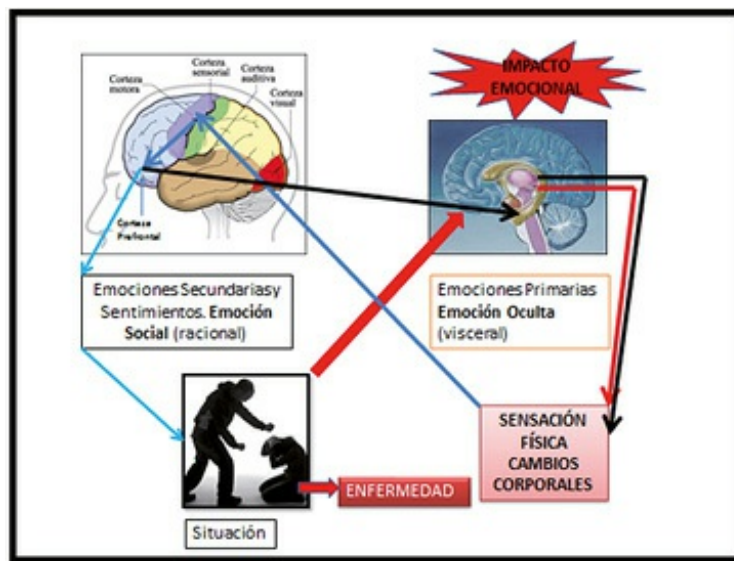 Corteza
motora
Corteza
sensorial
Corteza
auditiva
Corteza
visual
Corteza
Prefrontal
IMPACTO
EMOCIONAL
Emociones Secundariasy
Sentimientos. Emoción
Social (racional)
Emociones Primarias
Emoción Oculta
(visceral)
SENSACIÓN
FÍSICA
CAMBIOS
CORPORALES
ENFERMEDAD
Situación